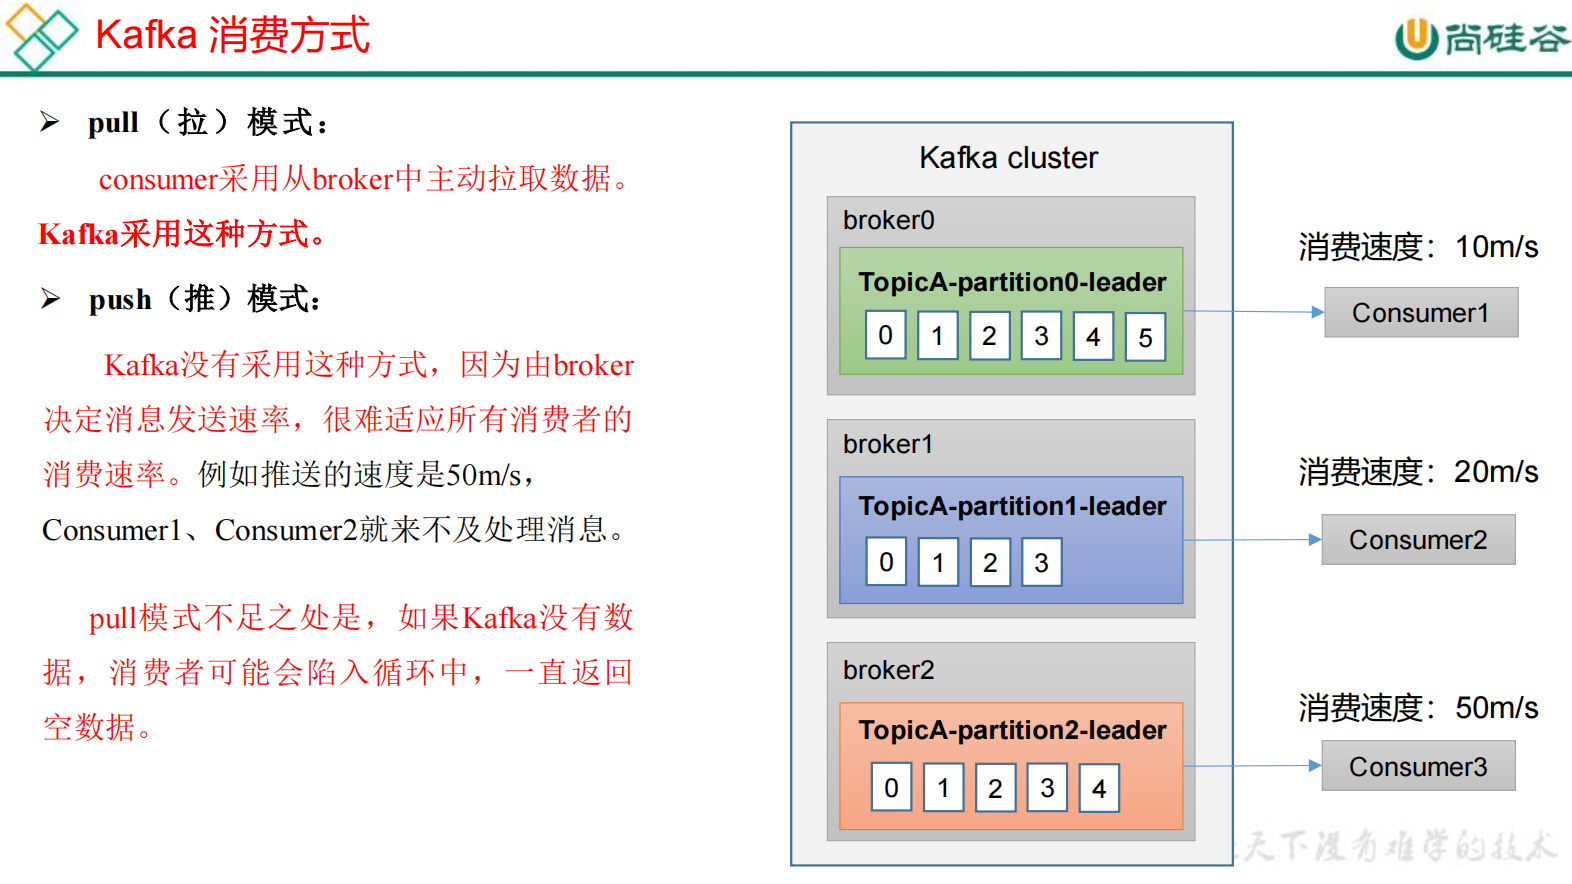 Kafka 消费方式
尚硅谷
➢ pull（拉）模式：
consumer采用从broker中主动拉取数据。
Kafka采用这种方式。
➢ push（推）模式：
Kafka没有采用这种方式，因为由broker
决定消息发送速率，很难适应所有消费者的
消费速率。例如推送的速度是50m/s，
Consumer1、Consumer2就来不及处理消息。
pull模式不足之处是，如果Kafka没有数
据，消费者可能会陷入循环中，一直返回
空数据。
Kafka cluster
broker0
TopicA-partition0-leader
0 1 2 3 4 5
消费速度：10m/s
Consumer1
broker1
TopicA-partition1-leader
0 1 2 3
消费速度：20m/s
Consumer2
broker2
TopicA-partition2-leader
0 1 2 3 4
消费速度：50m/s
Consumer3
天下没有难学的技术